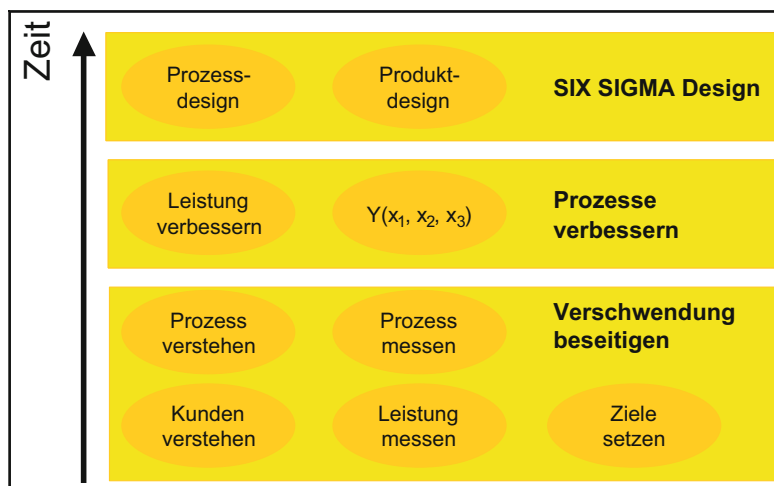 Zeit
Prozess-
design
Produkt-
design
SIX SIGMA Design
Leistung
verbessern
Y(x₁, x₂, x₃)
Prozesse
verbessern
Prozess
verstehen
Prozess
messen
Verschwendung
beseitigen
Kunden
verstehen
Leistung
messen
Ziele
setzen